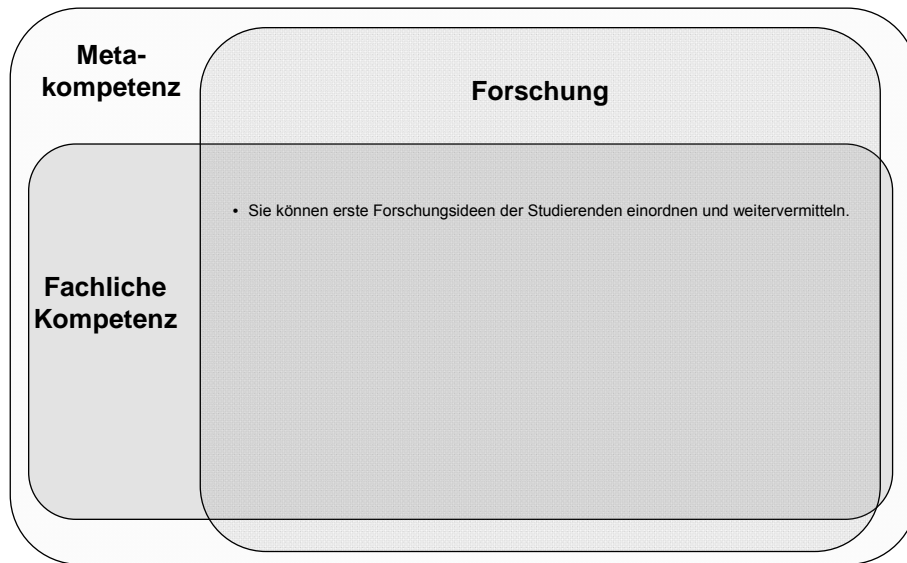 Meta-
kompetenz
Forschung
• Sie können erste Forschungsideen der Studierenden einordnen und weitervermitteln.
Fachliche
Kompetenz